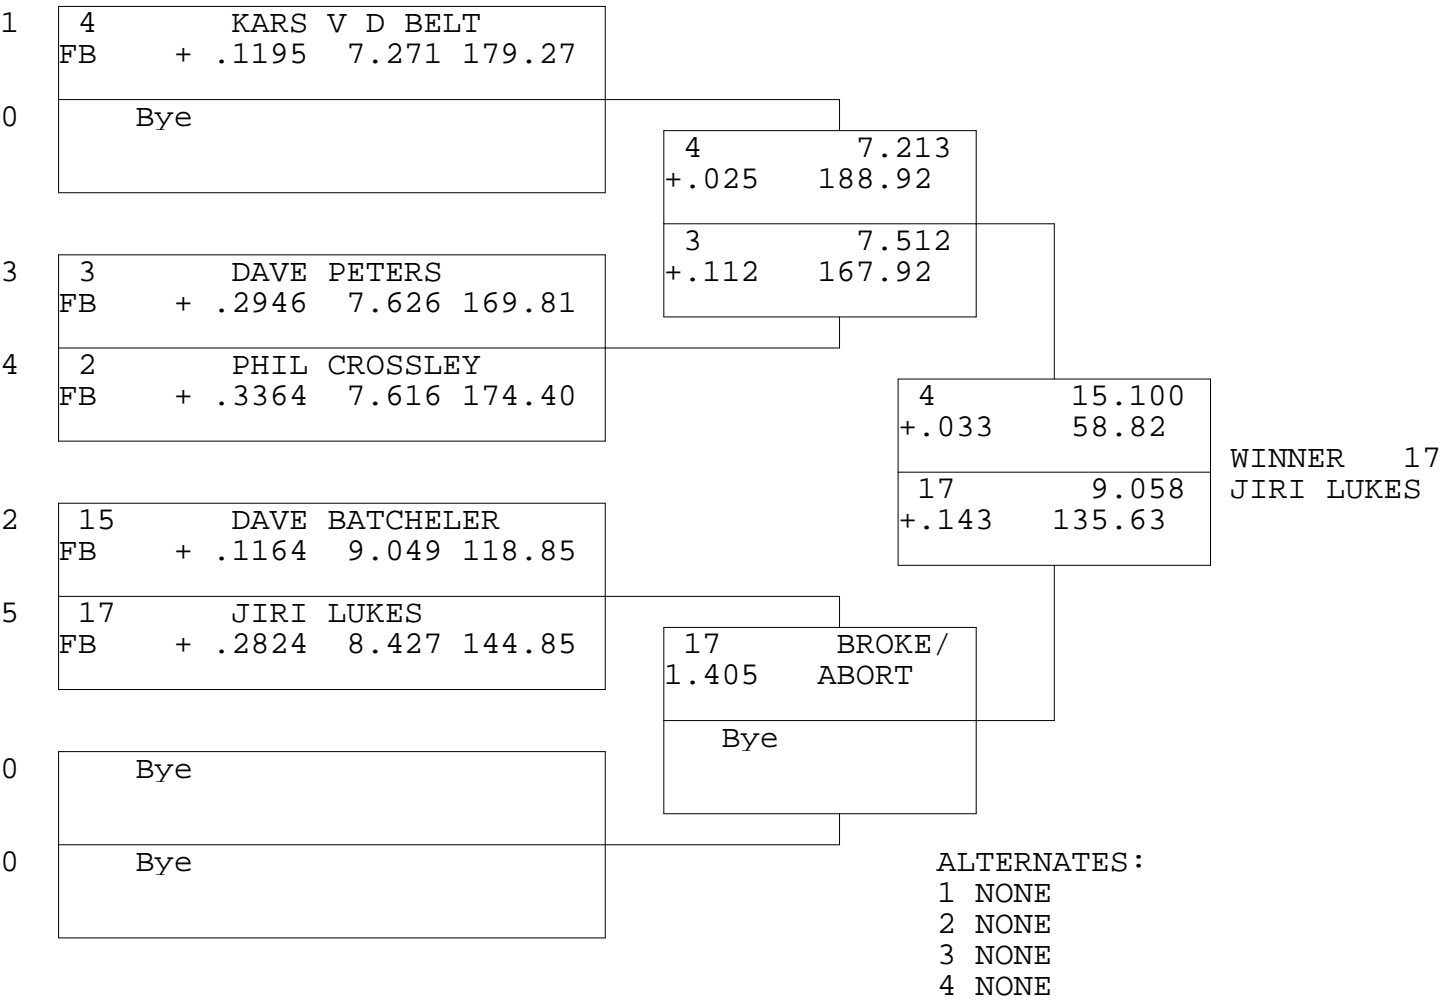 1 4 KARS V D BELT
FB + .1195 7.271 179.27
0 Bye
4 7.213
+.025 188.92
3 7.512
+.112 167.92
3 3 DAVE PETERS
FB + .2946 7.626 169.81
4 2 PHIL CROSSLEY
FB + .3364 7.616 174.40
4 15.100
+.033 58.82
17 9.058
+.143 135.63
WINNER 17
JIRI LUKES
2 15 DAVE BATCHELER
FB + .1164 9.049 118.85
5 17 JIRI LUKES
FB + .2824 8.427 144.85
17 BROKE/
1.405 ABORT
Bye
0 Bye
0 Bye
ALTERNATES:
1 NONE
2 NONE
3 NONE
4 NONE